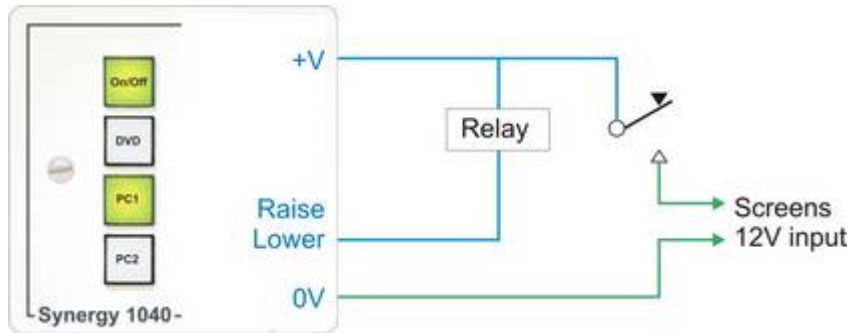 On/Off
DVD
PC1
PC2
Synergy 1040
+V
Relay
Raise
Lower
0V
Screens
12V input